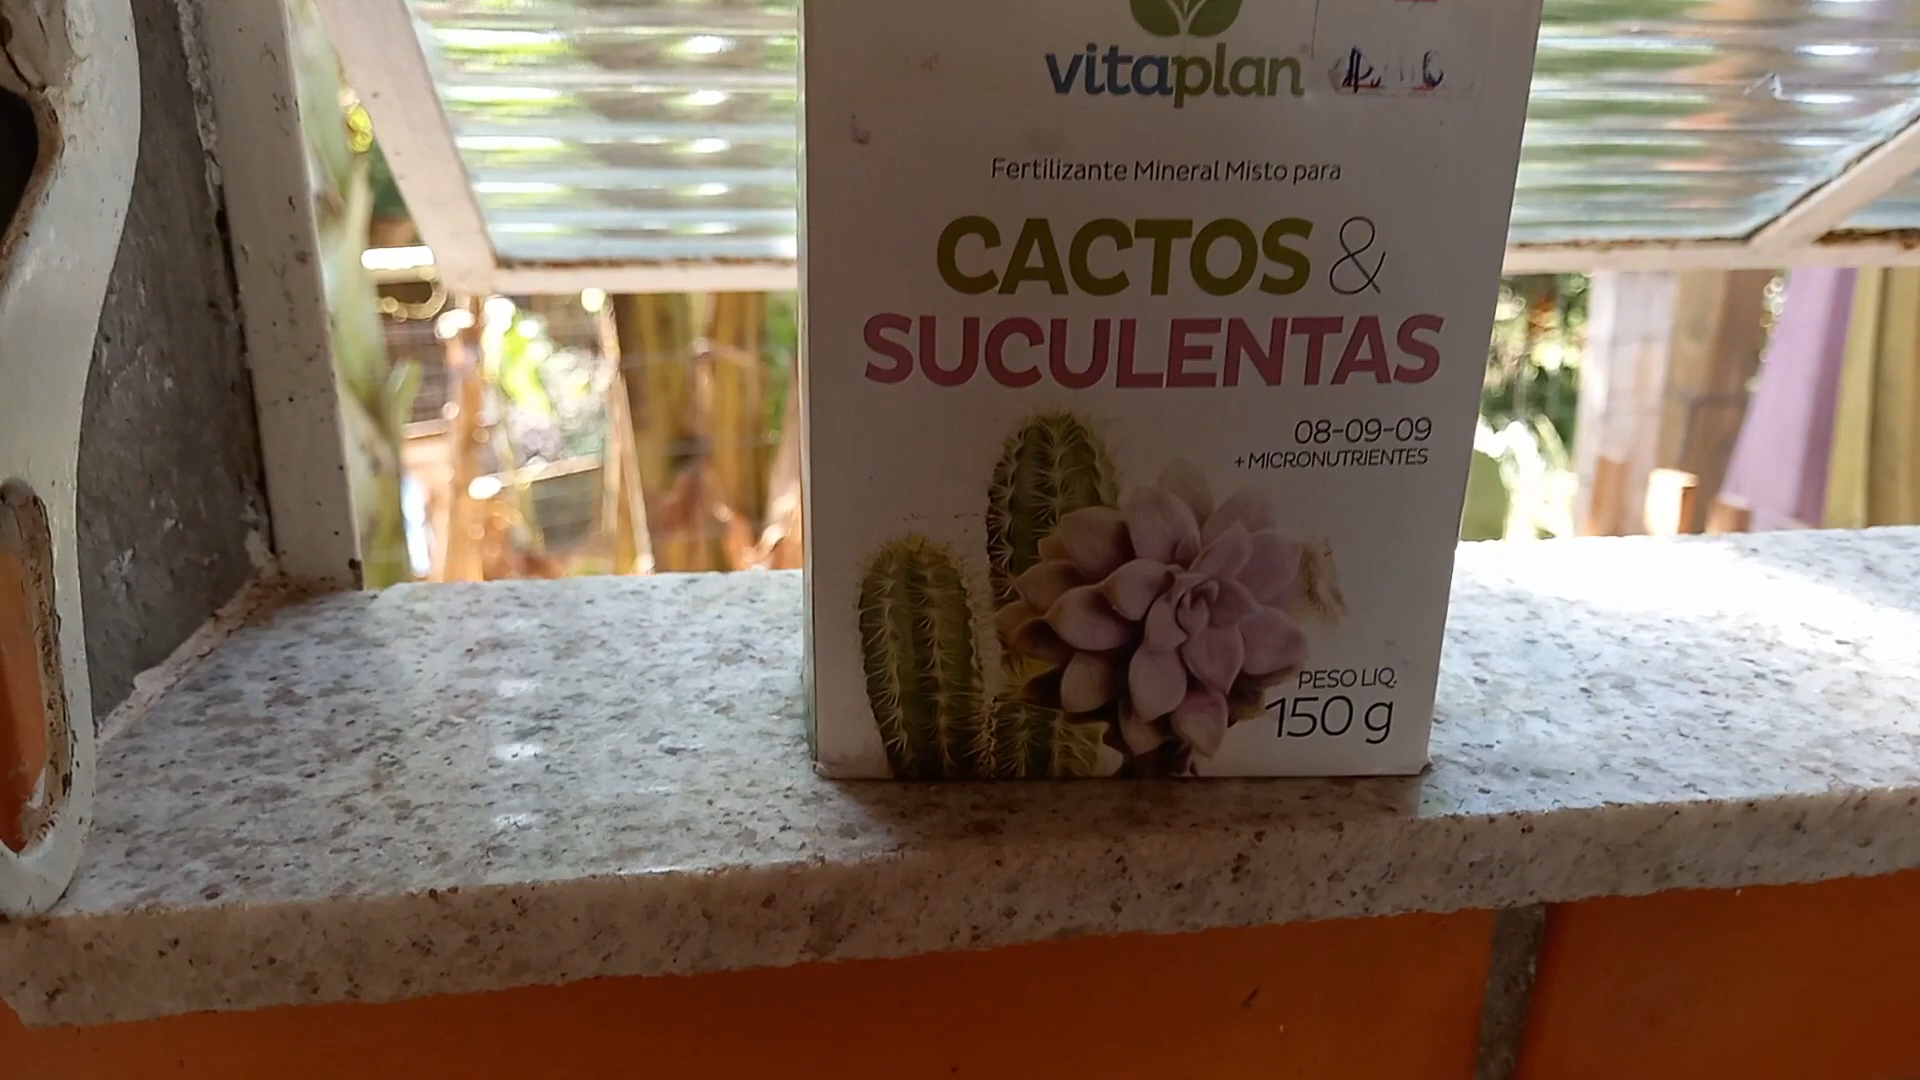 vitaplan
Fertilizante Mineral Misto para
CACTOS &
SUCULENTAS
08-09-09
+ MICRONUTRIENTES
PESO LIQ.
150 g